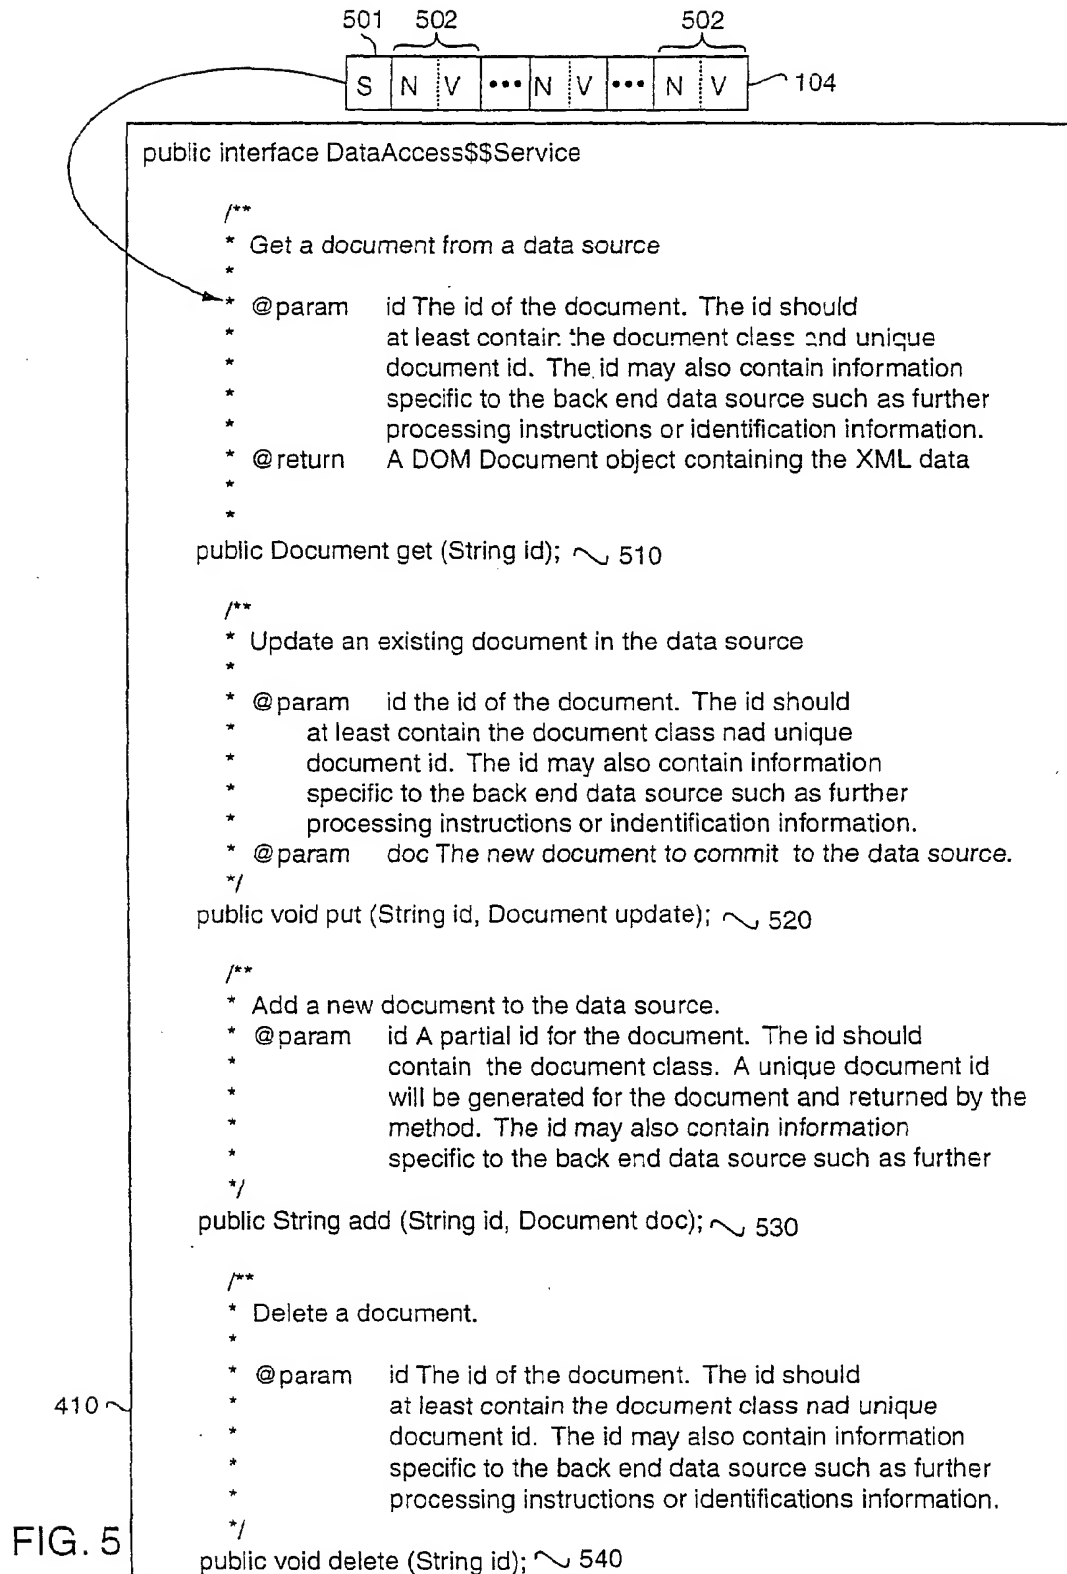 501 502 502
S N V ••• N V ••• N V 104
public interface DataAccess$$Service
/**
* Get a document from a data source
*
* @param id The id of the document. The id should
* at least contain the document class and unique
* document id. The id may also contain information
* specific to the back end data source such as further
* processing instructions or identification information.
* @return A DOM Document object containing the XML data
*
*
public Document get (String id); 510
/**
* Update an existing document in the data source
*
* @param id the id of the document. The id should
* at least contain the document class nad unique
* document id. The id may also contain information
* specific to the back end data source such as further
* processing instructions or indentification information.
* @param doc The new document to commit to the data source.
*/
public void put (String id, Document update); 520
/**
* Add a new document to the data source.
* @param id A partial id for the document. The id should
* contain the document class. A unique document id
* will be generated for the document and returned by the
* method. The id may also contain information
* specific to the back end data source such as further
*/
public String add (String id, Document doc); 530
/**
* Delete a document.
*
* @param id The id of the document. The id should
410 * at least contain the document class nad unique
* document id. The id may also contain information
* specific to the back end data source such as further
* processing instructions or identifications information.
*/
FIG. 5
public void delete (String id); 540